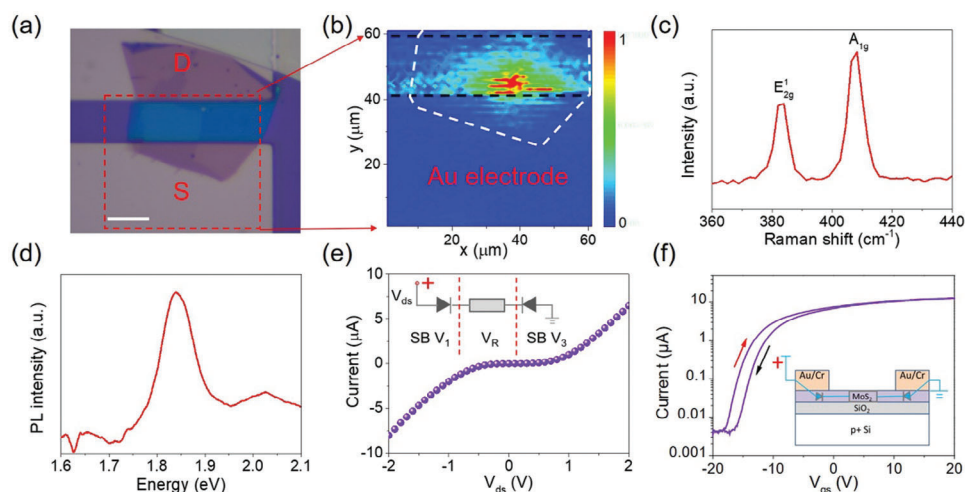 (a)
D
S
(b)
y (μm)
60
40
20
0
20
40
60
x (μm)
Au electrode
1
0
(c)
Intensity (a.u.)
E¹2g
A1g
360
380
400
420
440
Raman shift (cm⁻¹)
(d)
PL intensity (a.u.)
1.6
1.7
1.8
1.9
2.0
2.1
Energy (eV)
(e)
Current (μA)
10
5
0
-5
-10
-2
-1
0
1
2
Vds (V)
+
Vds
SB V1
VR
SB V3
(f)
Current (μA)
10
1
0.1
0.01
0.001
-20
-10
0
10
20
Vgs (V)
+
Au/Cr
Au/Cr
MoS2
SiO2
p+ Si